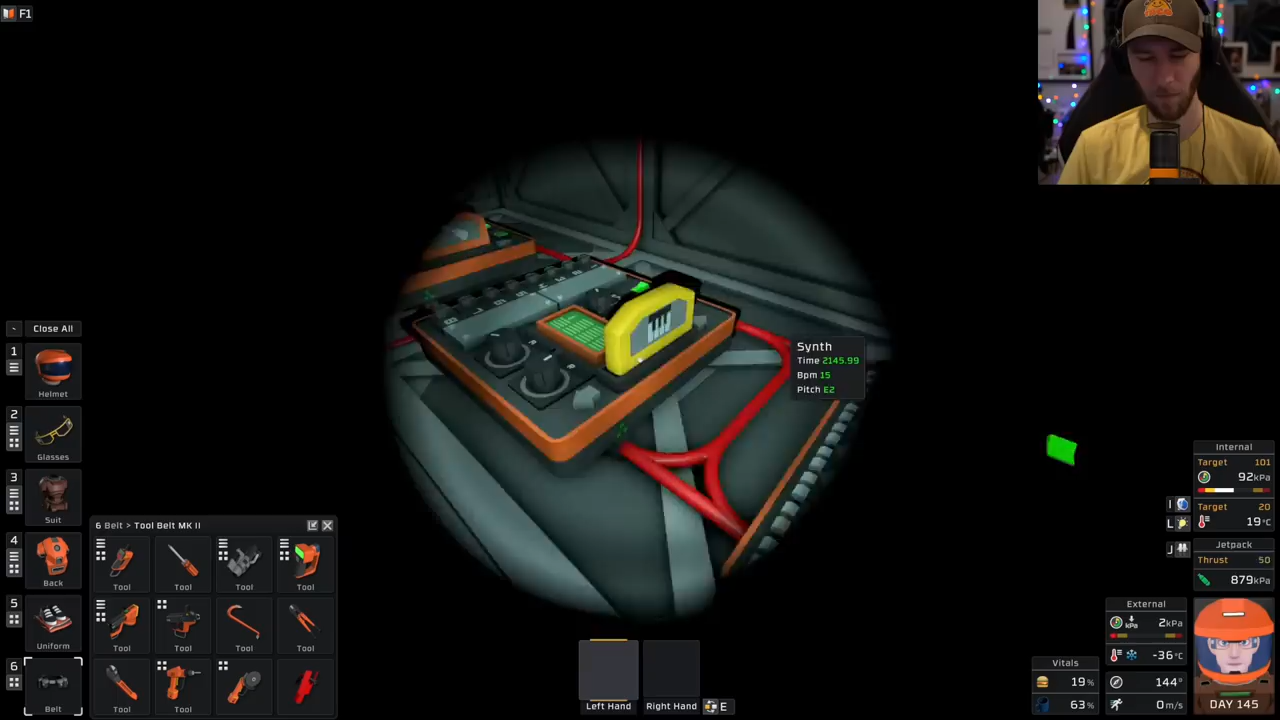 F1
~ Close All
1
Helmet
2
Glasses
3
Suit
4
Back
5
Uniform
6
Belt
6 Belt > Tool Belt MK II
Tool Tool Tool Tool
Tool Tool Tool Tool
Tool Tool Tool Tool
Synth
Time 2145.99
Bpm 15
Pitch E2
Left Hand Right Hand E
Internal
Target 101
92kPa
Target 20
19°C
I
L
J
Jetpack
Thrust 50
879kPa
External
kPa 2kPa
-36°C
144°
0m/s
Vitals
19%
63%
DAY 145